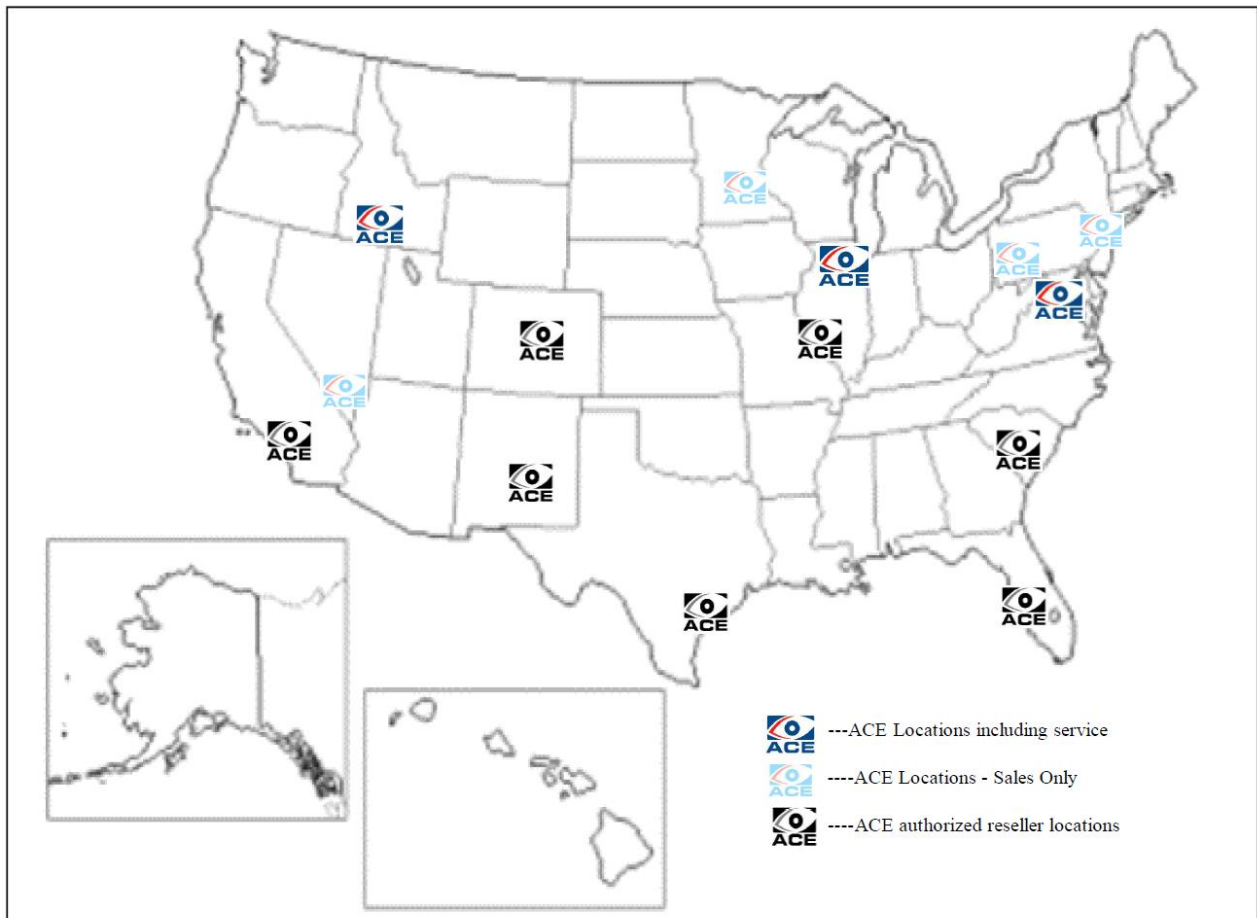 ACE
ACE
ACE
ACE
ACE
ACE
ACE
ACE
ACE
ACE
ACE
ACE
ACE
ACE
ACE ---ACE Locations including service
ACE ----ACE Locations - Sales Only
ACE ----ACE authorized reseller locations